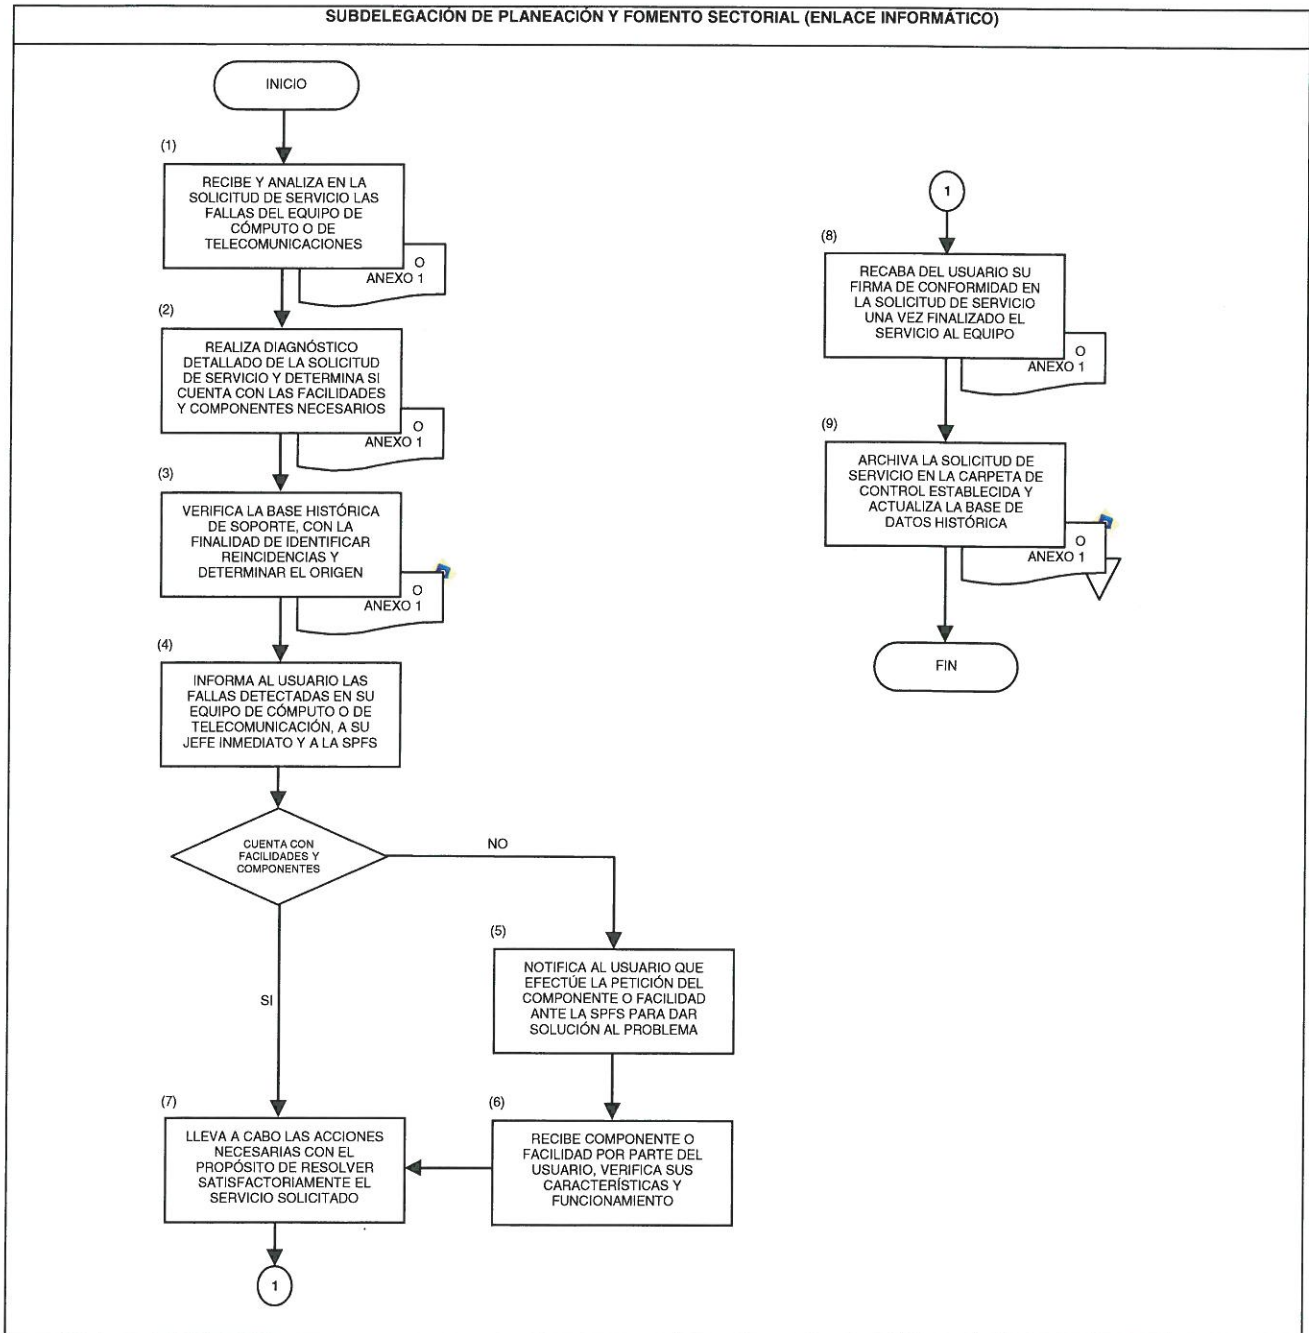 SUBDELEGACIÓN DE PLANEACIÓN Y FOMENTO SECTORIAL (ENLACE INFORMÁTICO)
INICIO
(1)
RECIBE Y ANALIZA EN LA
SOLICITUD DE SERVICIO LAS
FALLAS DEL EQUIPO DE
CÓMPUTO O DE
TELECOMUNICACIONES
O
ANEXO 1
(2)
REALIZA DIAGNÓSTICO
DETALLADO DE LA SOLICITUD
DE SERVICIO Y DETERMINA SI
CUENTA CON LAS FACILIDADES
Y COMPONENTES NECESARIOS
O
ANEXO 1
(3)
VERIFICA LA BASE HISTÓRICA
DE SOPORTE, CON LA
FINALIDAD DE IDENTIFICAR
REINCIDENCIAS Y
DETERMINAR EL ORIGEN
O
ANEXO 1
(4)
INFORMA AL USUARIO LAS
FALLAS DETECTADAS EN SU
EQUIPO DE CÓMPUTO O DE
TELECOMUNICACIÓN, A SU
JEFE INMEDIATO Y A LA SPFS
CUENTA CON
FACILIDADES Y
COMPONENTES
NO
SI
(5)
NOTIFICA AL USUARIO QUE
EFECTÚE LA PETICIÓN DEL
COMPONENTE O FACILIDAD
ANTE LA SPFS PARA DAR
SOLUCIÓN AL PROBLEMA
(6)
RECIBE COMPONENTE O
FACILIDAD POR PARTE DEL
USUARIO, VERIFICA SUS
CARACTERÍSTICAS Y
FUNCIONAMIENTO
(7)
LLEVA A CABO LAS ACCIONES
NECESARIAS CON EL
PROPÓSITO DE RESOLVER
SATISFACTORIAMENTE EL
SERVICIO SOLICITADO
1
1
(8)
RECABA DEL USUARIO SU
FIRMA DE CONFORMIDAD EN
LA SOLICITUD DE SERVICIO
UNA VEZ FINALIZADO EL
SERVICIO AL EQUIPO
O
ANEXO 1
(9)
ARCHIVA LA SOLICITUD DE
SERVICIO EN LA CARPETA DE
CONTROL ESTABLECIDA Y
ACTUALIZA LA BASE DE
DATOS HISTÓRICA
O
ANEXO 1
FIN